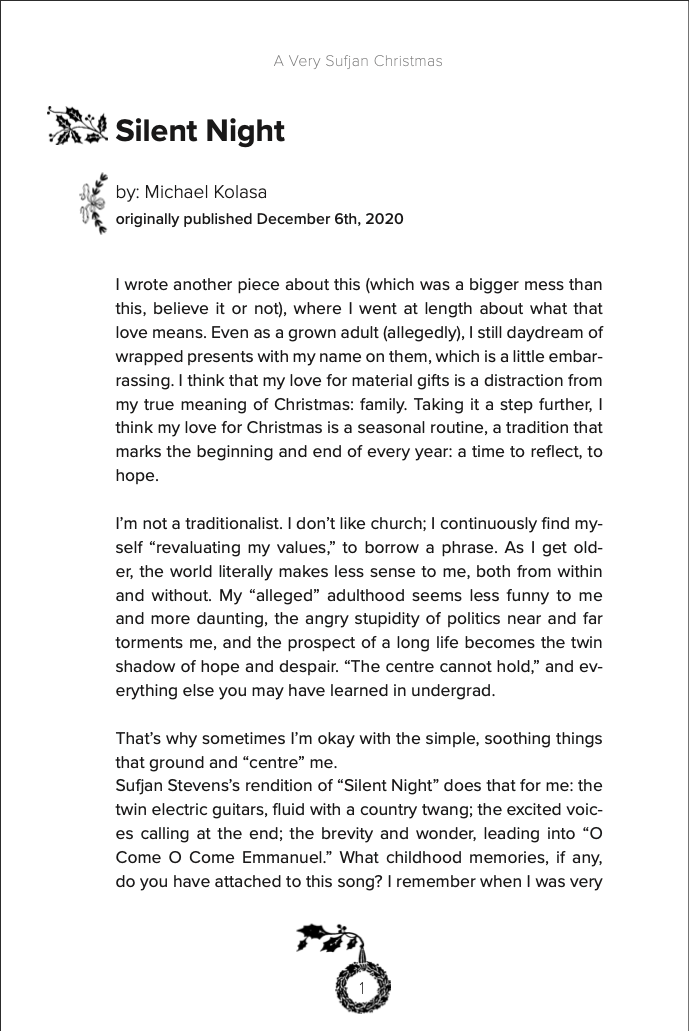 A Very Sufjan Christmas
Silent Night
by: Michael Kolasa
originally published December 6th, 2020
I wrote another piece about this (which was a bigger mess than
this, believe it or not), where I went at length about what that
love means. Even as a grown adult (allegedly), I still daydream of
wrapped presents with my name on them, which is a little embar-
rassing. I think that my love for material gifts is a distraction from
my true meaning of Christmas: family. Taking it a step further, I
think my love for Christmas is a seasonal routine, a tradition that
marks the beginning and end of every year: a time to reflect, to
hope.
I’m not a traditionalist. I don’t like church; I continuously find my-
self “revaluating my values,” to borrow a phrase. As I get old-
er, the world literally makes less sense to me, both from within
and without. My “alleged” adulthood seems less funny to me
and more daunting, the angry stupidity of politics near and far
torments me, and the prospect of a long life becomes the twin
shadow of hope and despair. “The centre cannot hold,” and ev-
erything else you may have learned in undergrad.
That’s why sometimes I’m okay with the simple, soothing things
that ground and “centre” me.
Sufjan Stevens’s rendition of “Silent Night” does that for me: the
twin electric guitars, fluid with a country twang; the excited voic-
es calling at the end; the brevity and wonder, leading into “O
Come O Come Emmanuel.” What childhood memories, if any,
do you have attached to this song? I remember when I was very
1